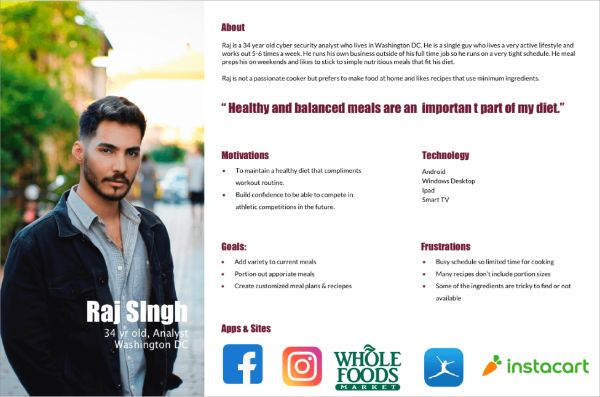 About
Raj is a 34 year old cyber security analyst who lives in Washington DC. He is a single guy who lives a very active lifestyle and
works out 5-6 times a week. He runs his own business outside of his full time job so he runs on a very tight schedule. He meal
preps his on weekends and likes to stick to simple nutritious meals that fit his diet.
Raj is not a passionate cooker but prefers to make food at home and likes recipes that use minimum ingredients.
“ Healthy and balanced meals are an importan t part of my diet.”
Motivations
• To maintain a healthy diet that compliments
workout routine.
• Build confidence to be able to compete in
athletic competitions in the future.
Technology
Android
Windows Desktop
Ipad
Smart TV
Goals:
• Add variety to current meals
• Portion out apporiate meals
• Create customized meal plans & reciepes
Frustrations
• Busy schedule so limited time for cooking
• Many recipes don't include portion sizes
• Some of the ingredients are tricky to find or not
available
Raj SIngh
34 yr old, Analyst
Washington DC
Apps & Sites
f
WHOLE
FOODS
MARKET
instacart